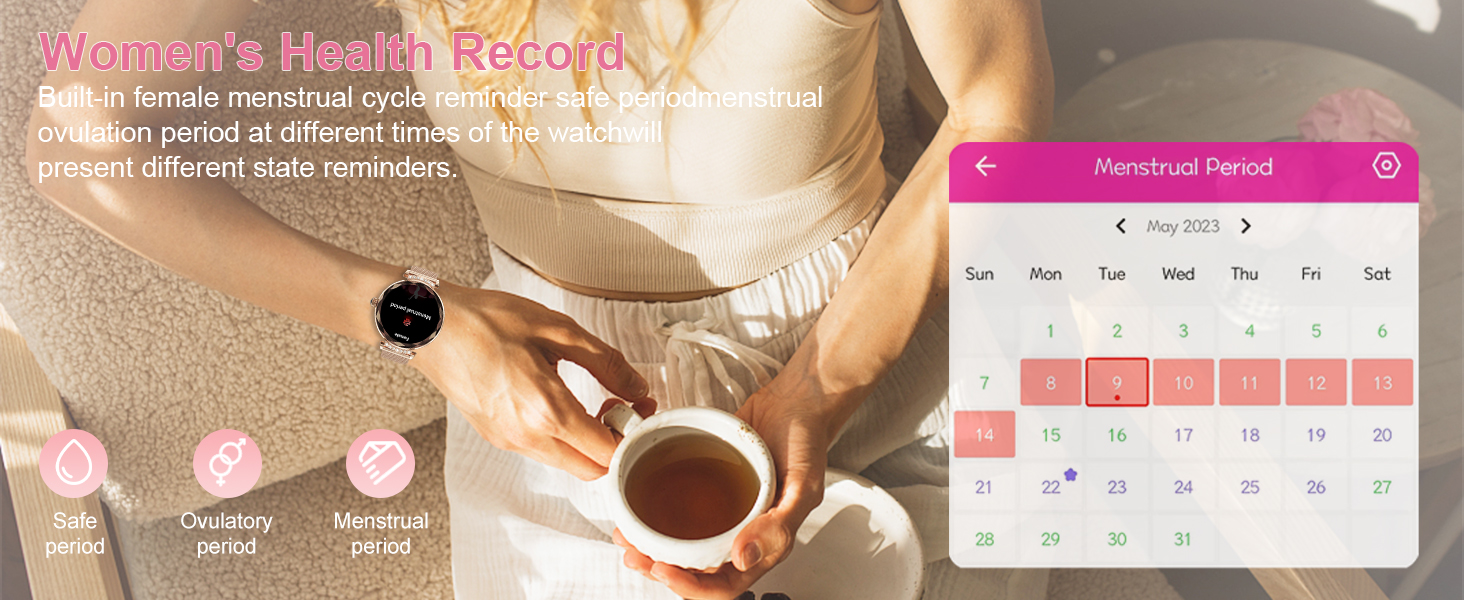 Women's Health Record
Built-in female menstrual cycle reminder safe periodmenstrual
ovulation period at different times of the watchwill
present different state reminders.
Menstrual Period
May 2023
Sun Mon Tue Wed Thu Fri Sat
1 2 3 4 5 6
7 8 9 10 11 12 13
14 15 16 17 18 19 20
21 22 23 24 25 26 27
28 29 30 31
Menstrual period
Female
Safe
period
Ovulatory
period
Menstrual
period